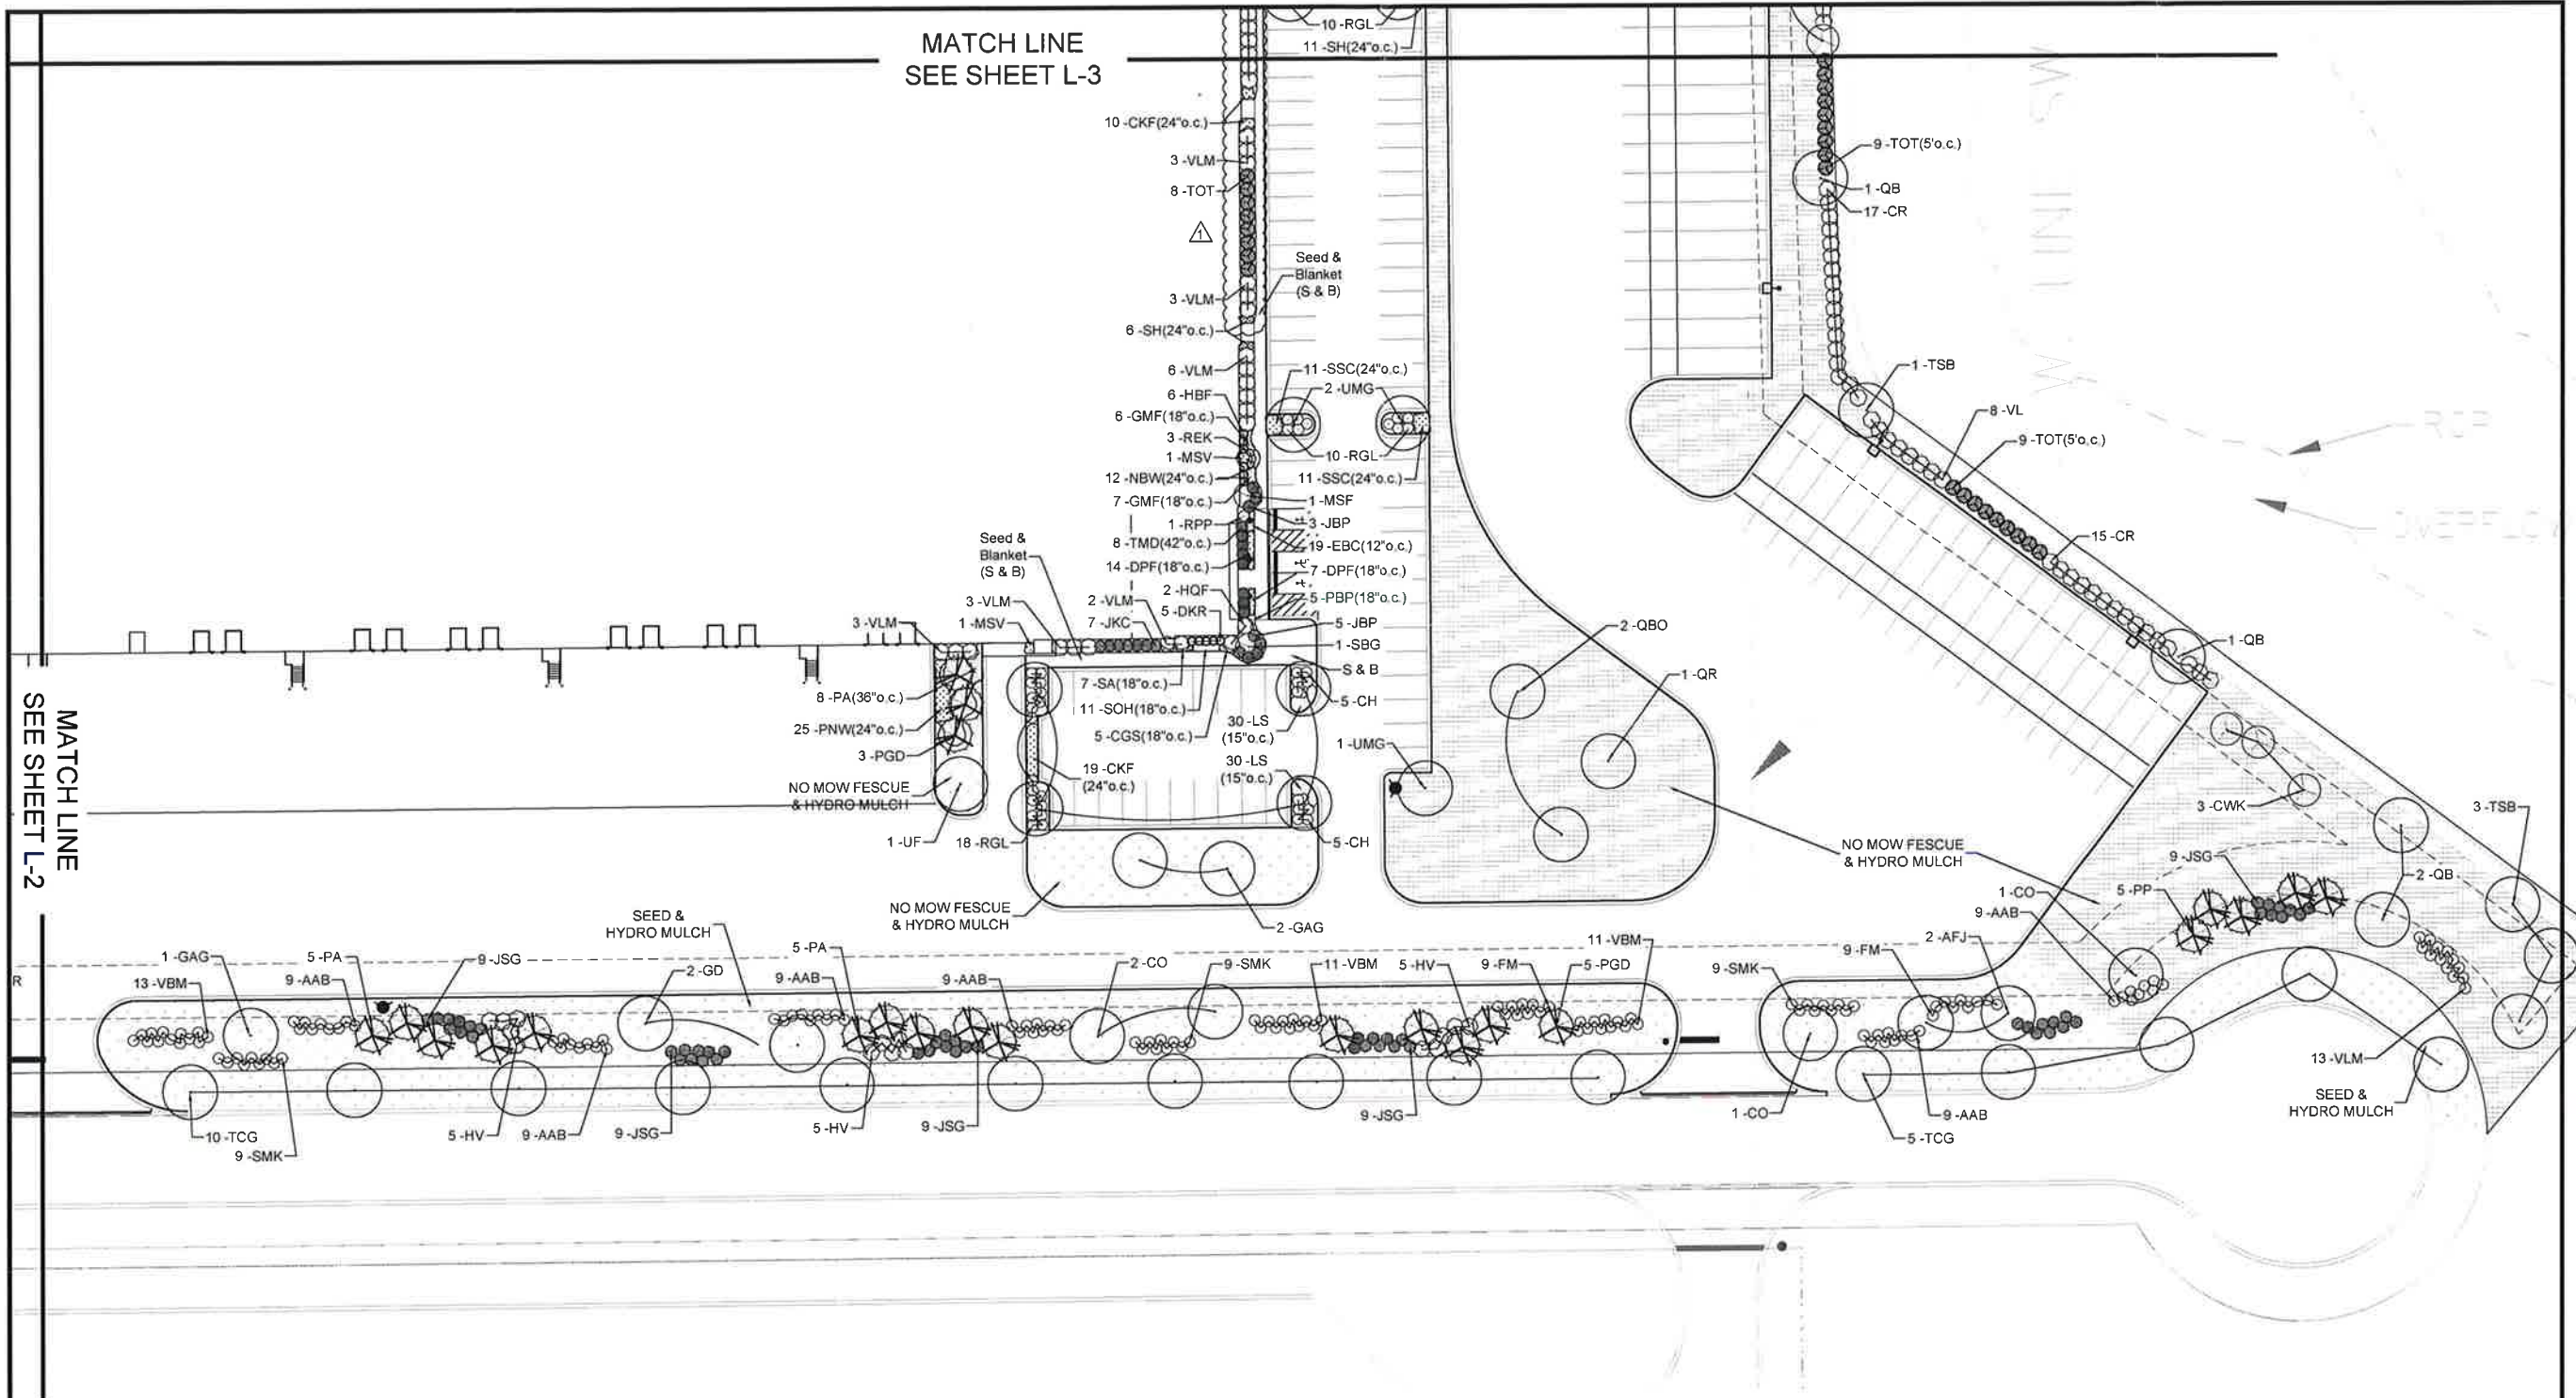 MATCH LINE
SEE SHEET L-3
10 -RGL
11 -SH(24"o.c.)
10 -CKF(24"o.c.)
3 -VLM
8 -TOT
1
Seed &
Blanket
(S & B)
3 -VLM
6 -SH(24"o.c.)
6 -VLM
6 -HBF
6 -GMF(18"o.c.)
3 -REK
1 -MSV
12 -NBW(24"o.c.)
7 -GMF(18"o.c.)
1 -RPP
8 -TMD(42"o.c.)
14 -DPF(18"o.c.)
2 -HQF
5 -DKR
11 -SSC(24"o.c.)
2 -UMG
10 -RGL
11 -SSC(24"o.c.)
1 -MSF
3 -JBP
19 -EBC(12"o.c.)
7 -DPF(18"o.c.)
5 -PBP(18"o.c.)
5 -JBP
1 -SBG
S & B
5 -CH
9 -TOT(5'o.c.)
1 -QB
17 -CR
1 -TSB
8 -VL
9 -TOT(5'o.c.)
15 -CR
1 -QB
Seed &
Blanket
(S & B)
3 -VLM
1 -MSV
3 -VLM
2 -VLM
7 -JKC
8 -PA(36"o.c.)
25 -PNW(24"o.c.)
3 -PGD
NO MOW FESCUE
& HYDRO MULCH
1 -UF
18 -RGL
7 -SA(18"o.c.)
11 -SOH(18"o.c.)
5 -CGS(18"o.c.)
19 -CKF
(24"o.c.)
30 -LS
(15"o.c.)
30 -LS
(15"o.c.)
5 -CH
1 -UMG
2 -QBO
1 -QR
NO MOW FESCUE
& HYDRO MULCH
3 -CWK
3 -TSB
2 -QB
9 -JSG
5 -PP
1 -CO
9 -AAB
MATCH LINE
SEE SHEET L-2
NO MOW FESCUE
& HYDRO MULCH
2 -GAG
SEED &
HYDRO MULCH
R
1 -GAG
13 -VBM
5 -PA
9 -AAB
9 -JSG
2 -GD
5 -PA
9 -AAB
9 -AAB
2 -CO
9 -SMK
11 -VBM
5 -HV
9 -FM
5 -PGD
11 -VBM
9 -SMK
9 -FM
2 -AFJ
10 -TCG
9 -SMK
5 -HV
9 -AAB
9 -JSG
5 -HV
9 -JSG
9 -JSG
1 -CO
9 -AAB
5 -TCG
13 -VLM
SEED &
HYDRO MULCH
RCP